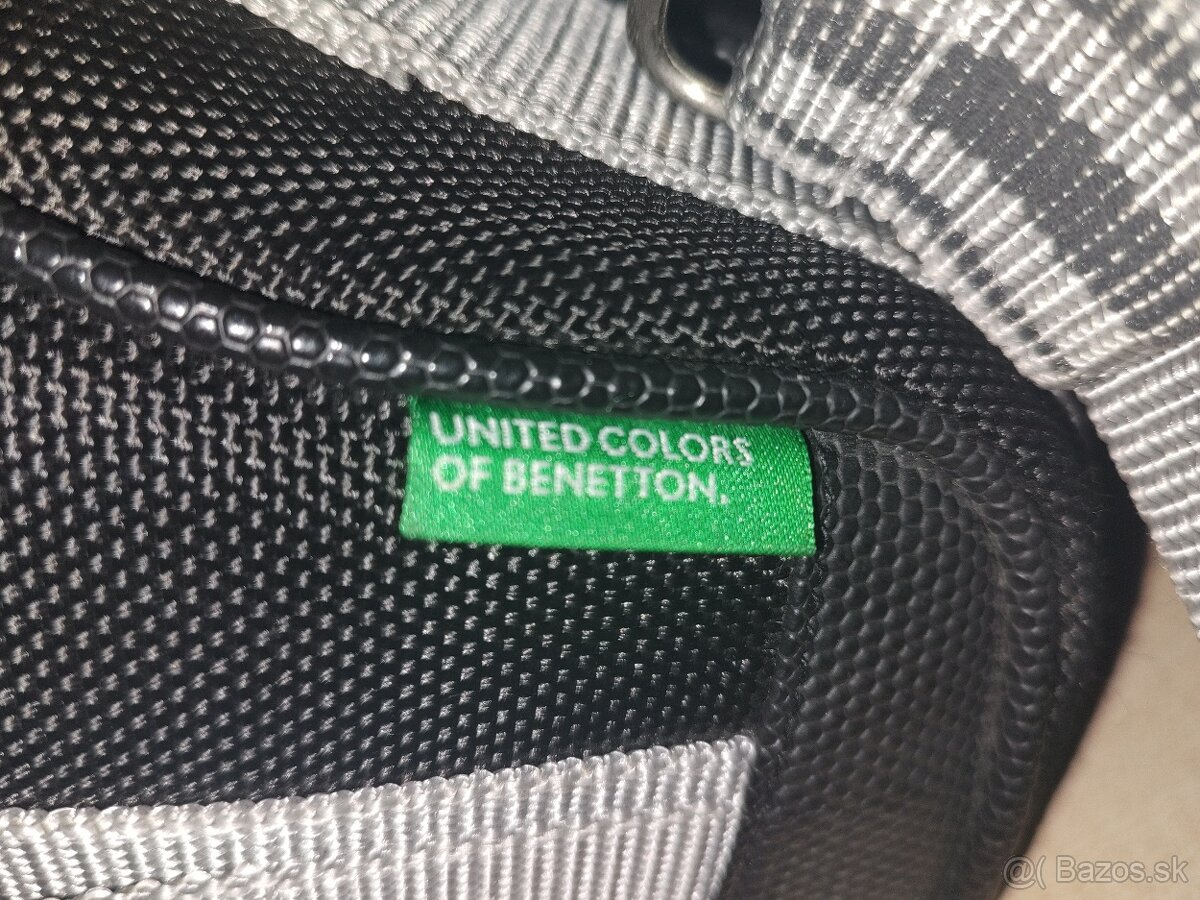 UNITED COLORS
OF BENETTON.
@( Bazos.sk